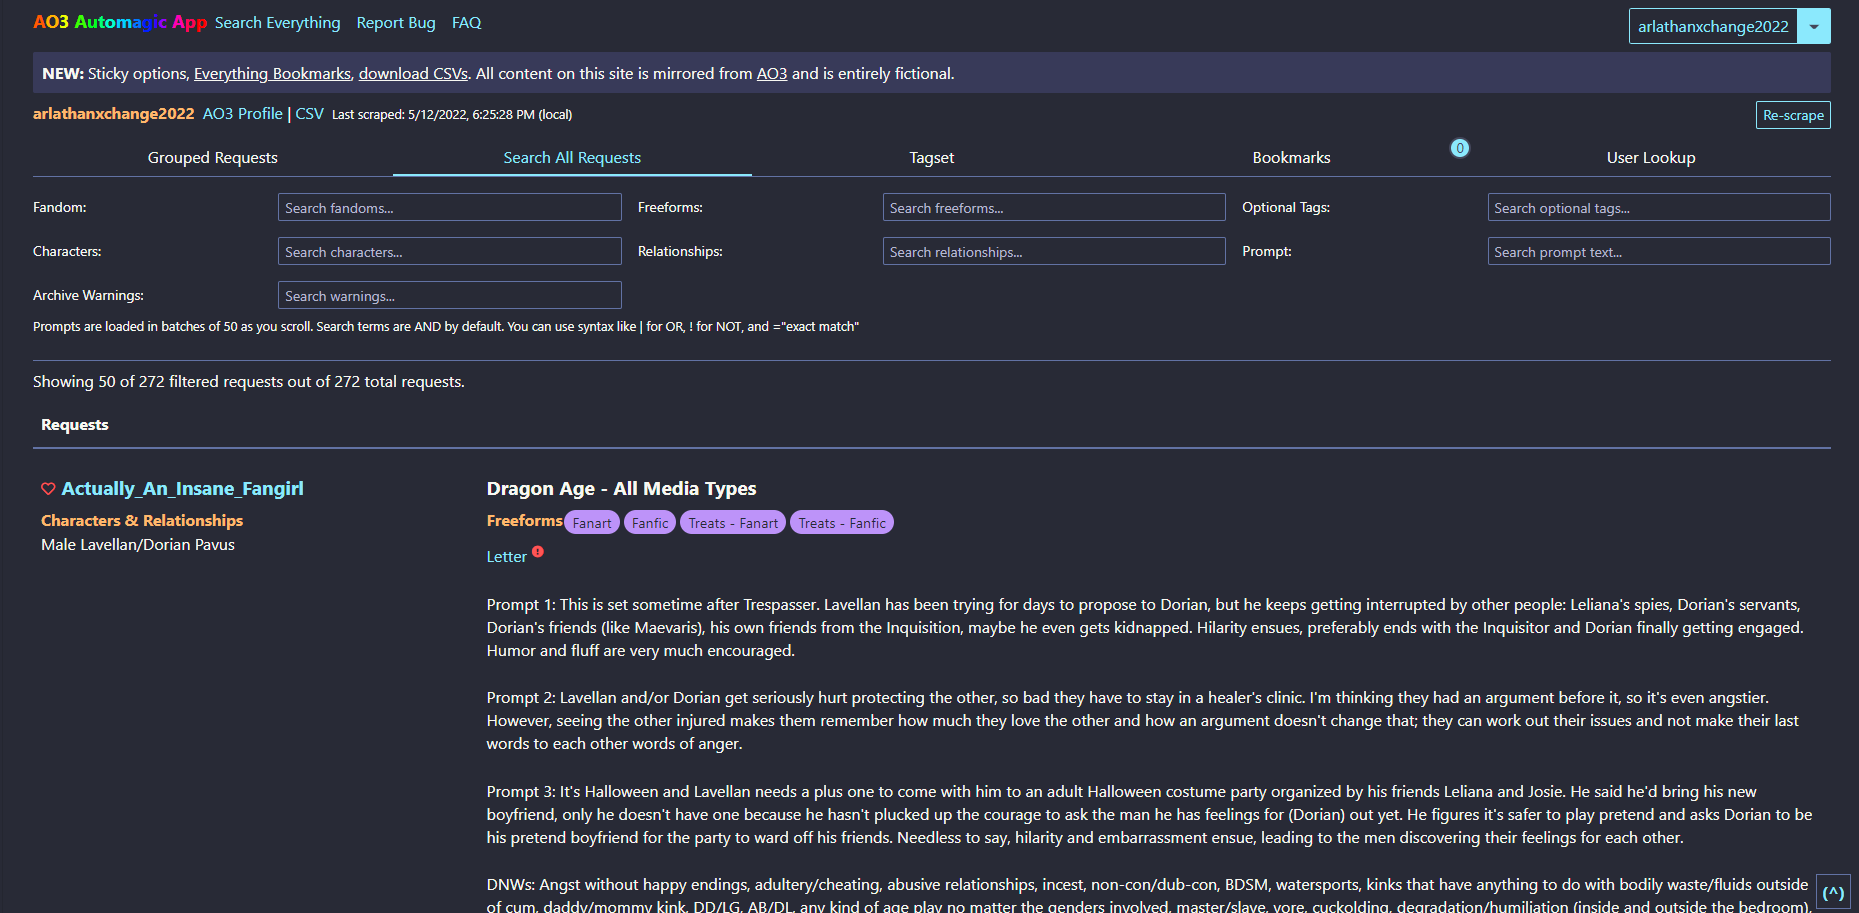 AO3 Automagic App Search Everything Report Bug FAQ arlathanxchange2022
NEW: Sticky options, Everything Bookmarks, download CSVs. All content on this site is mirrored from AO3 and is entirely fictional.
arlathanxchange2022 AO3 Profile | CSV Last scraped: 5/12/2022, 6:25:28 PM (local) Re-scrape
Grouped Requests Search All Requests Tagset Bookmarks 0 User Lookup
Fandom: Search fandoms... Freeforms: Search freeforms... Optional Tags: Search optional tags...
Characters: Search characters... Relationships: Search relationships... Prompt: Search prompt text...
Archive Warnings: Search warnings...
Prompts are loaded in batches of 50 as you scroll. Search terms are AND by default. You can use syntax like | for OR, ! for NOT, and ="exact match"
Showing 50 of 272 filtered requests out of 272 total requests.
Requests
Actually_An_Insane_Fangirl
Characters & Relationships
Male Lavellan/Dorian Pavus
Dragon Age - All Media Types
Freeforms Fanart Fanfic Treats - Fanart Treats - Fanfic
Letter
Prompt 1: This is set sometime after Trespasser. Lavellan has been trying for days to propose to Dorian, but he keeps getting interrupted by other people: Leliana's spies, Dorian's servants,
Dorian's friends (like Maevaris), his own friends from the Inquisition, maybe he even gets kidnapped. Hilarity ensues, preferably ends with the Inquisitor and Dorian finally getting engaged.
Humor and fluff are very much encouraged.
Prompt 2: Lavellan and/or Dorian get seriously hurt protecting the other, so bad they have to stay in a healer's clinic. I'm thinking they had an argument before it, so it's even angstier.
However, seeing the other injured makes them remember how much they love the other and how an argument doesn't change that; they can work out their issues and not make their last
words to each other words of anger.
Prompt 3: It's Halloween and Lavellan needs a plus one to come with him to an adult Halloween costume party organized by his friends Leliana and Josie. He said he'd bring his new
boyfriend, only he doesn't have one because he hasn't plucked up the courage to ask the man he has feelings for (Dorian) out yet. He figures it's safer to play pretend and asks Dorian to be
his pretend boyfriend for the party to ward off his friends. Needless to say, hilarity and embarrassment ensue, leading to the men discovering their feelings for each other.
DNWs: Angst without happy endings, adultery/cheating, abusive relationships, incest, non-con/dub-con, BDSM, watersports, kinks that have anything to do with bodily waste/fluids outside
of cum, daddy/mommy kink, DD/LG, AB/DL, any kind of age play no matter the genders involved, master/slave, vore, cuckolding, degradation/humiliation (inside and outside the bedroom),
(^)